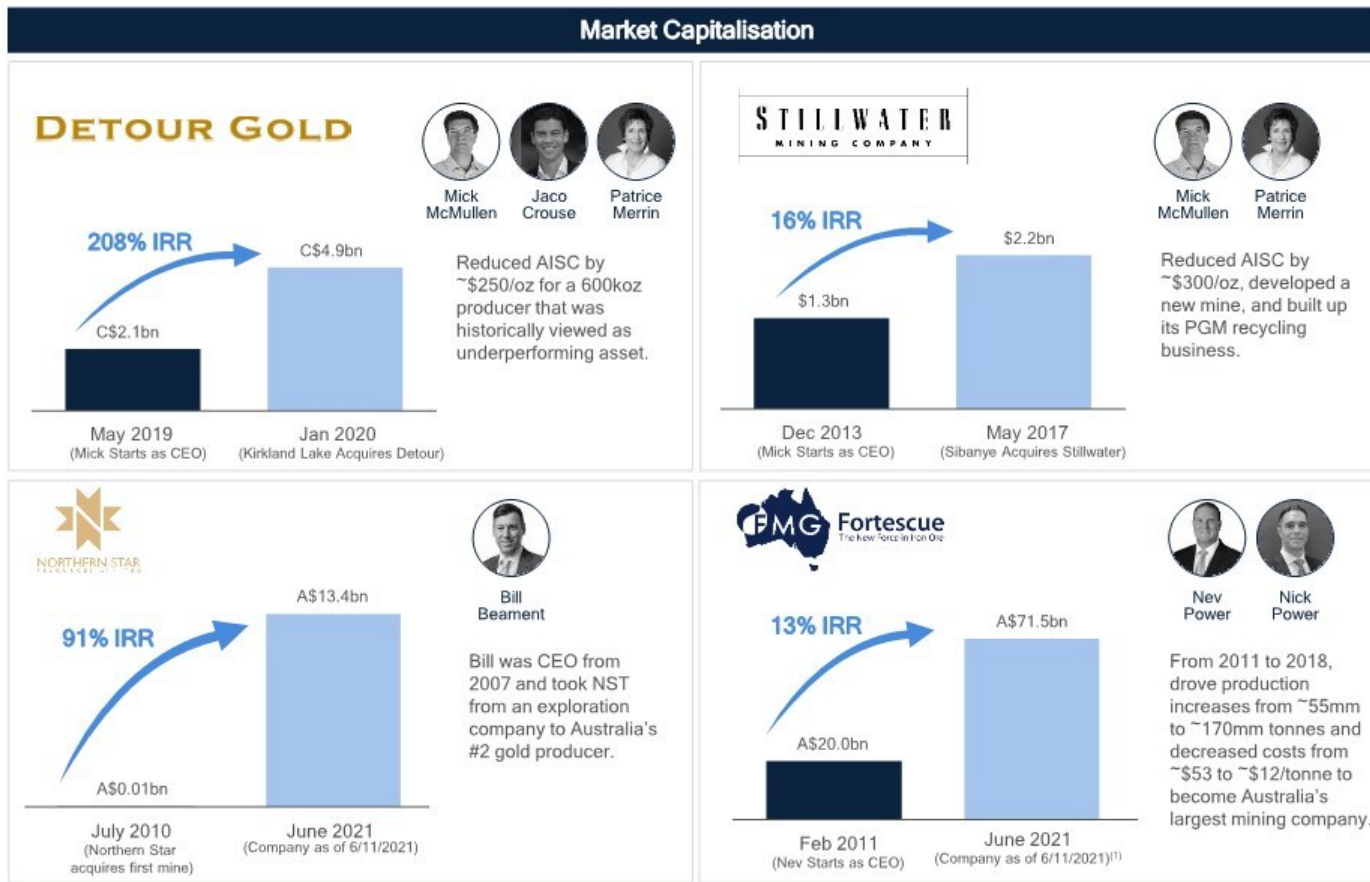 Market Capitalisation
DETOUR GOLD
Mick
McMullen
Jaco
Crouse
Patrice
Merrin
208% IRR
C$4.9bn
C$2.1bn
May 2019
(Mick Starts as CEO)
Jan 2020
(Kirkland Lake Acquires Detour)
Reduced AISC by
~$250/oz for a 600koz
producer that was
historically viewed as
underperforming asset.
STILLWATER
MINING COMPANY
Mick
McMullen
Patrice
Merrin
16% IRR
$2.2bn
$1.3bn
Dec 2013
(Mick Starts as CEO)
May 2017
(Sibanye Acquires Stillwater)
Reduced AISC by
~$300/oz, developed a
new mine, and built up
its PGM recycling
business.
NORTHERN STAR
RESOURCES LIMITED
Bill
Beament
91% IRR
A$13.4bn
A$0.01bn
July 2010
(Northern Star
acquires first mine)
June 2021
(Company as of 6/11/2021)
Bill was CEO from
2007 and took NST
from an exploration
company to Australia's
#2 gold producer.
FMG Fortescue
The New Force in Iron Ore
Nev
Power
Nick
Power
13% IRR
A$71.5bn
A$20.0bn
Feb 2011
(Nev Starts as CEO)
June 2021
(Company as of 6/11/2021)(1)
From 2011 to 2018,
drove production
increases from ~55mm
to ~170mm tonnes and
decreased costs from
~$53 to ~$12/tonne to
become Australia's
largest mining company.